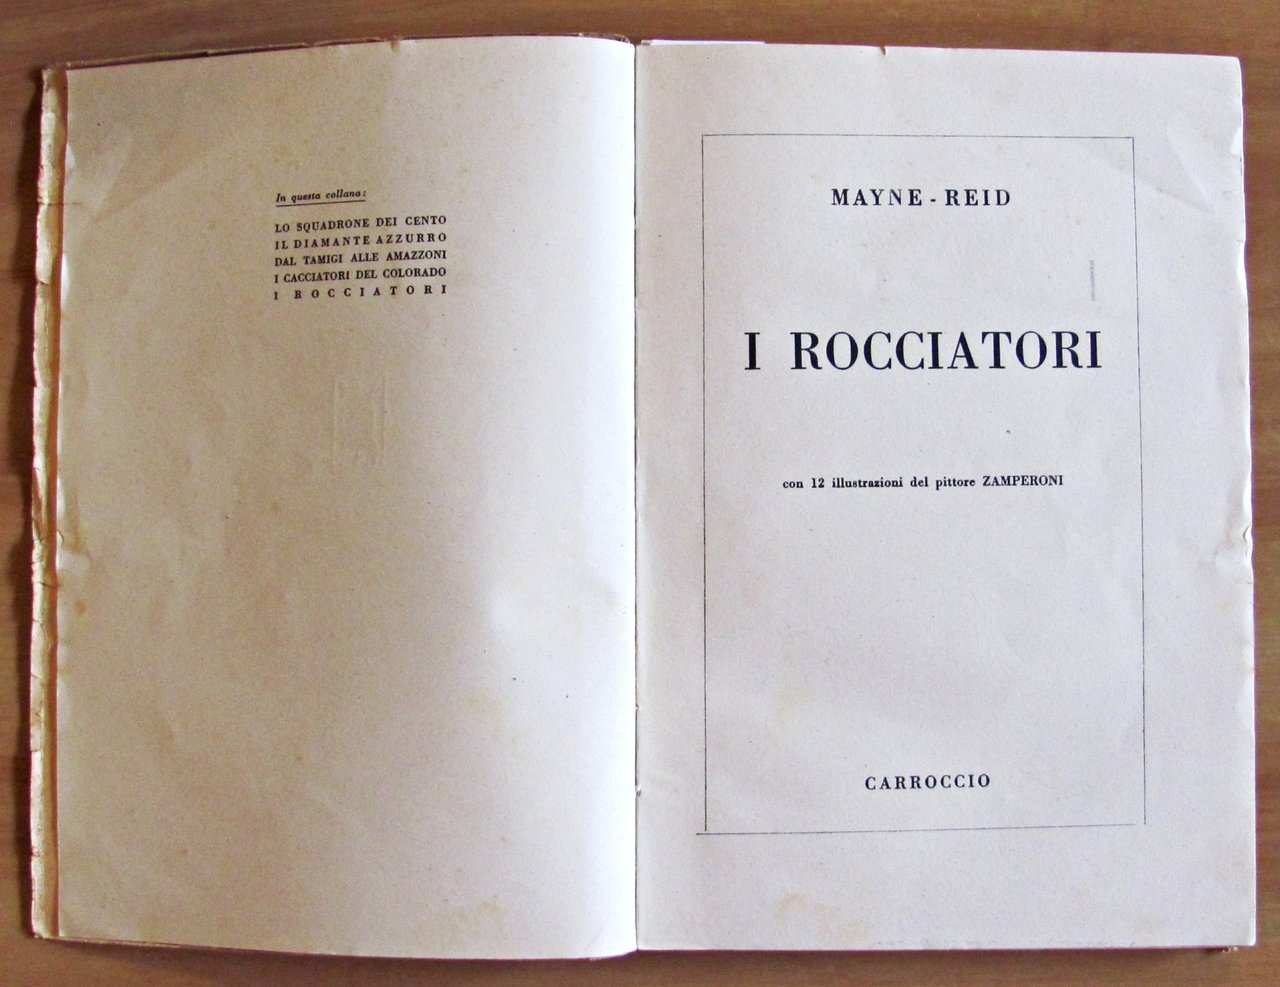 In questa collana:
LO SQUADRONE DEI CENTO
IL DIAMANTE AZZURRO
DAL TAMIGI ALLE AMAZZONI
I CACCIATORI DEL COLORADO
I ROCCIATORI
MAYNE - REID
I ROCCIATORI
con 12 illustrazioni del pittore ZAMPERONI
CARROCCIO